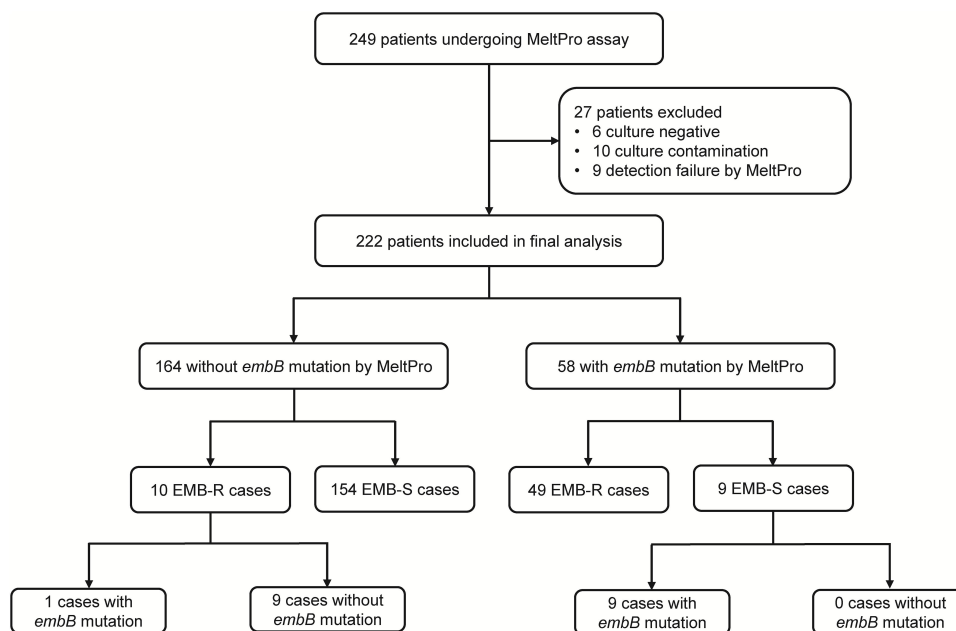 249 patients undergoing MeltPro assay
27 patients excluded
• 6 culture negative
• 10 culture contamination
• 9 detection failure by MeltPro
222 patients included in final analysis
164 without embB mutation by MeltPro
58 with embB mutation by MeltPro
10 EMB-R cases
154 EMB-S cases
49 EMB-R cases
9 EMB-S cases
1 cases with
embB mutation
9 cases without
embB mutation
9 cases with
embB mutation
0 cases without
embB mutation